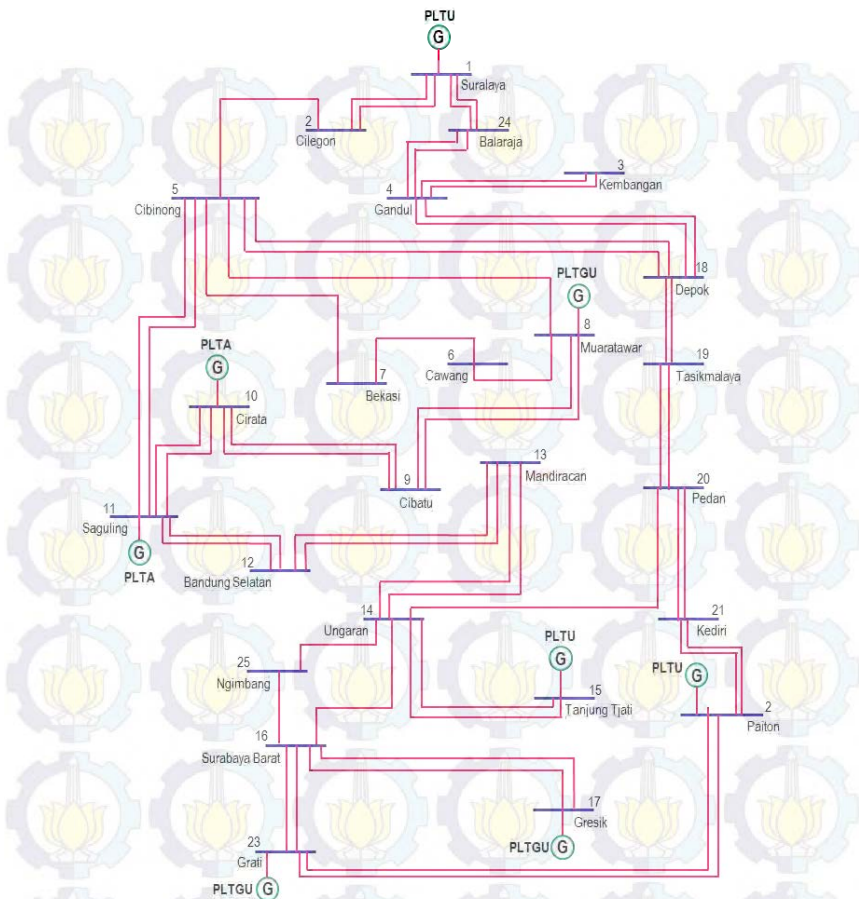 PLTU
G
1
Suralaya
2
Cilegon
24
Balaraja
3
Kembangan
5
Cibinong
4
Gandul
18
Depok
PLTGU
G
8
Muaratawar
PLTA
G
10
Cirata
7
Bekasi
6
Cawang
19
Tasikmalaya
13
Mandiracan
9
Cibatu
20
Pedan
11
Saguling
G
PLTA
12
Bandung Selatan
14
Ungaran
21
Kediri
PLTU
G
15
Tanjung Tjati
PLTU
G
2
Paiton
25
Ngimbang
16
Surabaya Barat
17
Gresik
PLTGU
G
23
Grati
PLTGU
G